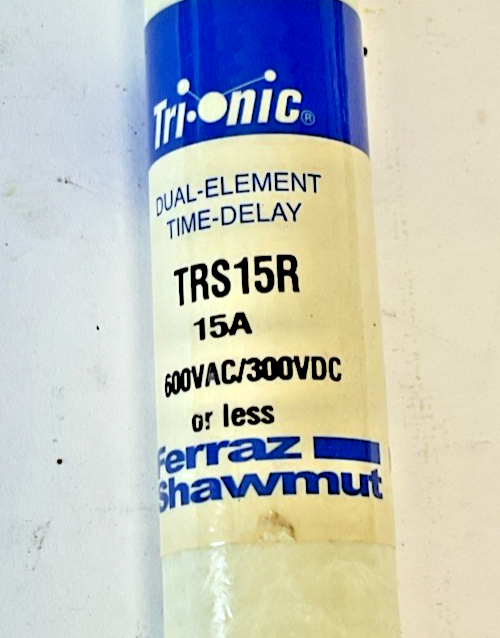 Tri-onic®
DUAL-ELEMENT
TIME-DELAY
TRS15R
15A
600VAC/300VDC
or less
Ferraz
Shawmut